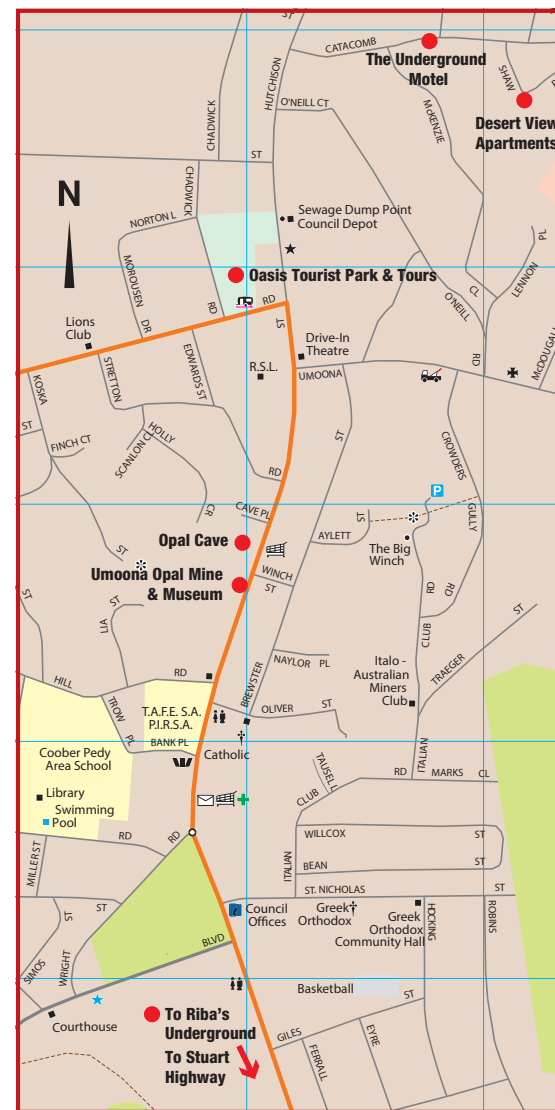 ST
CATACOMB
The Underground
Motel
SHAW
Desert View
Apartments
HUTCHISON
CHADWICK
O'NEILL CT
McKENZIE
ST
CHADWICK
N
NORTON L
Sewage Dump Point
Council Depot
PL
LENNON
MOROUSEN
DR
Oasis Tourist Park & Tours
CL
O'NEILL
RD
RD
ST
Lions
Club
Drive-In
Theatre
RD
McDOUGALL
KOSKA
STRETTON
EDWARDS ST
R.S.L.
UMOONA
ST
FINCH CT
SCANLON CL
HOLLY
CR
RD
ST
CROWDERS
GULLY
RD
P
CAVE PL
ST
AYLETT
The Big
Winch
Opal Cave
ST
Umoona Opal Mine
& Museum
WINCH
ST
ST
LIA
ST
RD
CLUB
ST
TRAEGER
NAYLOR PL
Italo -
Australian
Miners
Club
HILL
RD
BREWSTER
TROW
PL
T.A.F.E. S.A.
P.I.R.S.A.
BANK PL
OLIVER ST
Catholic
Coober Pedy
Area School
TAUSELL
CLUB
RD
MARKS CL
ITALIAN
Library
Swimming
Pool
RD
RD
MILLER ST
WILLCOX ST
BEAN ST
ITALIAN
ST. NICHOLAS ST
ST
ST
Council
Offices
Greek
Orthodox
Greek
Orthodox
Community Hall
HOCKING
ROBINS
BLVD
SIMOS
WRIGHT
Basketball
ST
Courthouse
To Riba's
Underground
To Stuart
Highway
GILES
FERRALL
EYRE